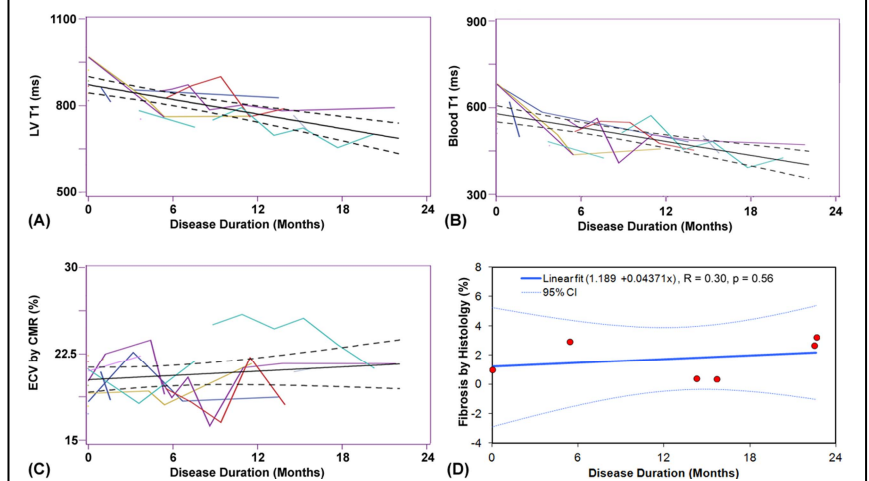 1100
800
500
LV T1 (ms)
0 6 12 18 24
(A) Disease Duration (Months)
900
600
300
Blood T1 (ms)
0 6 12 18 24
(B) Disease Duration (Months)
30
22.5
15
ECV by CMR (%)
0 6 12 18 24
(C) Disease Duration (Months)
8
6
4
2
0
-2
-4
Fibrosis by Histololgy (%)
Linear fit (1.189 +0.04371x), R = 0.30, p = 0.56
95% CI
0 6 12 18 24
(D) Disease Duration (Months)